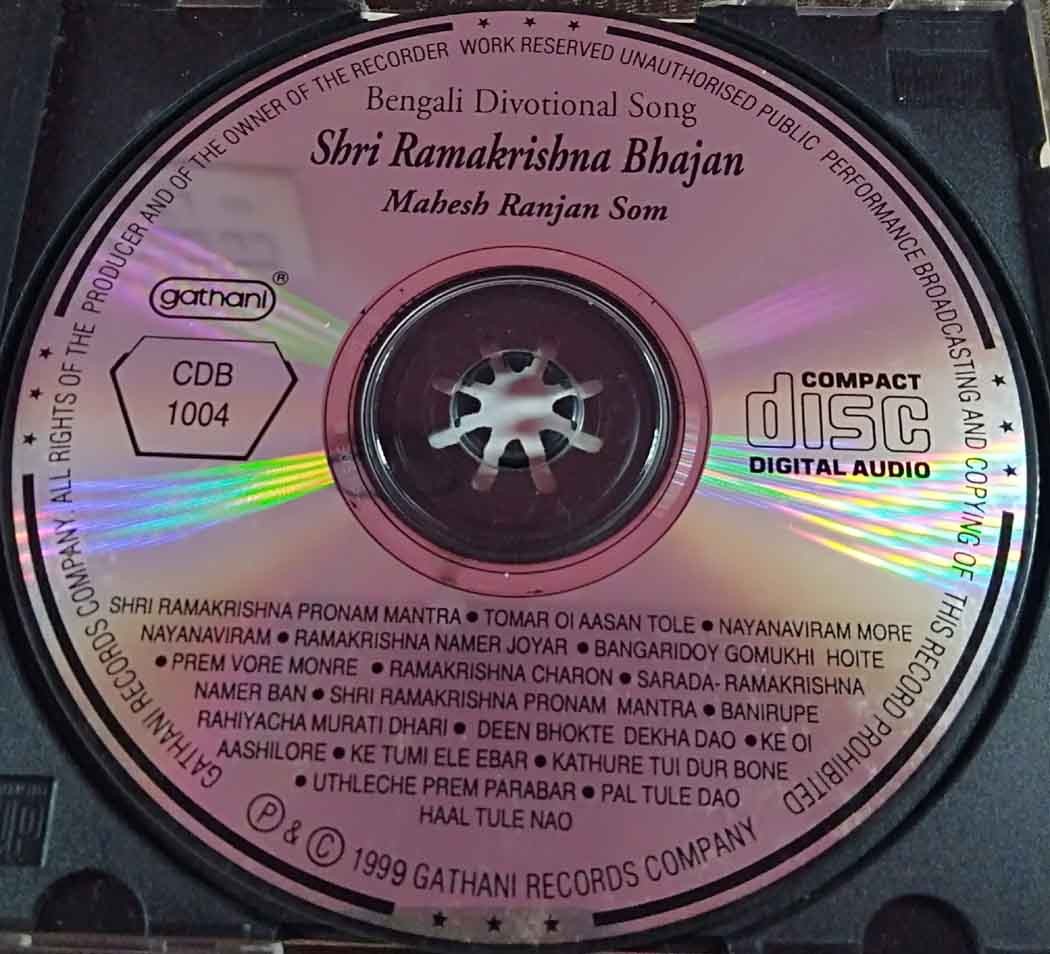 GATHANI RECORDS COMPANY. ALL RIGHTS OF THE PRODUCER AND OF THE OWNER OF THE RECORDER WORK RESERVED UNAUTHORISED PUBLIC PERFORMANCE BROADCASTING AND COPYING OF THIS RECORD PROHIBITED
Bengali Divotional Song
Shri Ramakrishna Bhajan
Mahesh Ranjan Som
gathani®
CDB
1004
COMPACT
disc
DIGITAL AUDIO
SHRI RAMAKRISHNA PRONAM MANTRA ● TOMAR OI AASAN TOLE ● NAYANAVIRAM MORE
NAYANAVIRAM ● RAMAKRISHNA NAMER JOYAR ● BANGARIDOY GOMUKHI HOITE
● PREM VORE MONRE ● RAMAKRISHNA CHARON ● SARADA- RAMAKRISHNA
NAMER BAN ● SHRI RAMAKRISHNA PRONAM MANTRA ● BANIRUPE
RAHIYACHA MURATI DHARI ● DEEN BHOKTE DEKHA DAO ● KE OI
AASHILORE ● KE TUMI ELE EBAR ● KATHURE TUI DUR BONE
● UTHLECHE PREM PARABAR ● PAL TULE DAO
HAAL TULE NAO
Ⓟ & © 1999 GATHANI RECORDS COMPANY